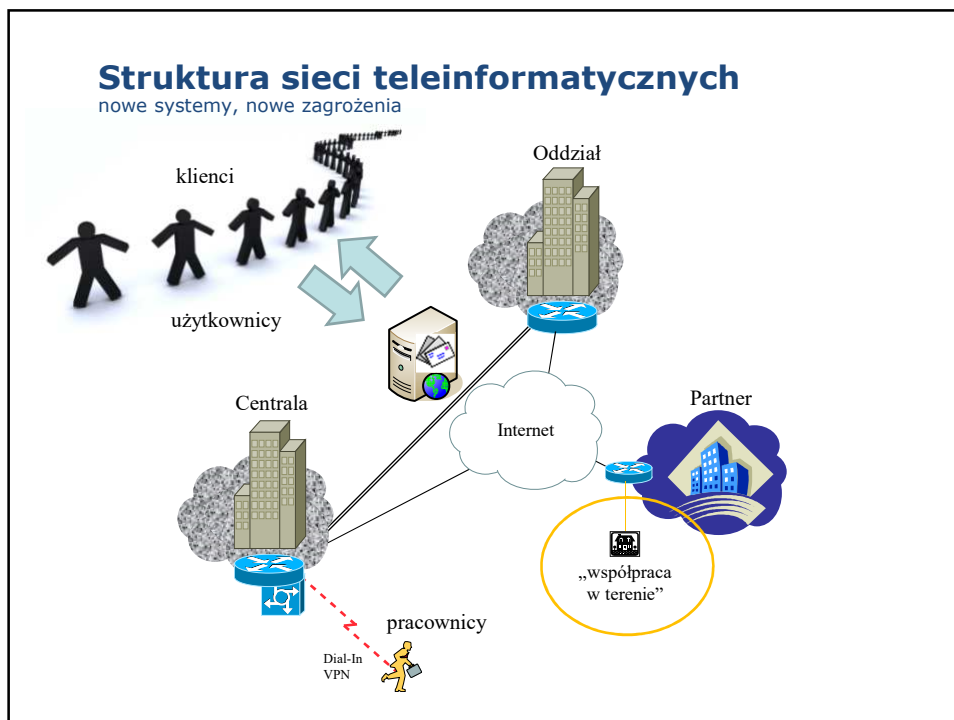 Struktura sieci teleinformatycznych
nowe systemy, nowe zagrożenia
klienci
Oddział
użytkownicy
Centrala
Internet
Partner
„współpraca
w terenie”
pracownicy
Dial-In
VPN